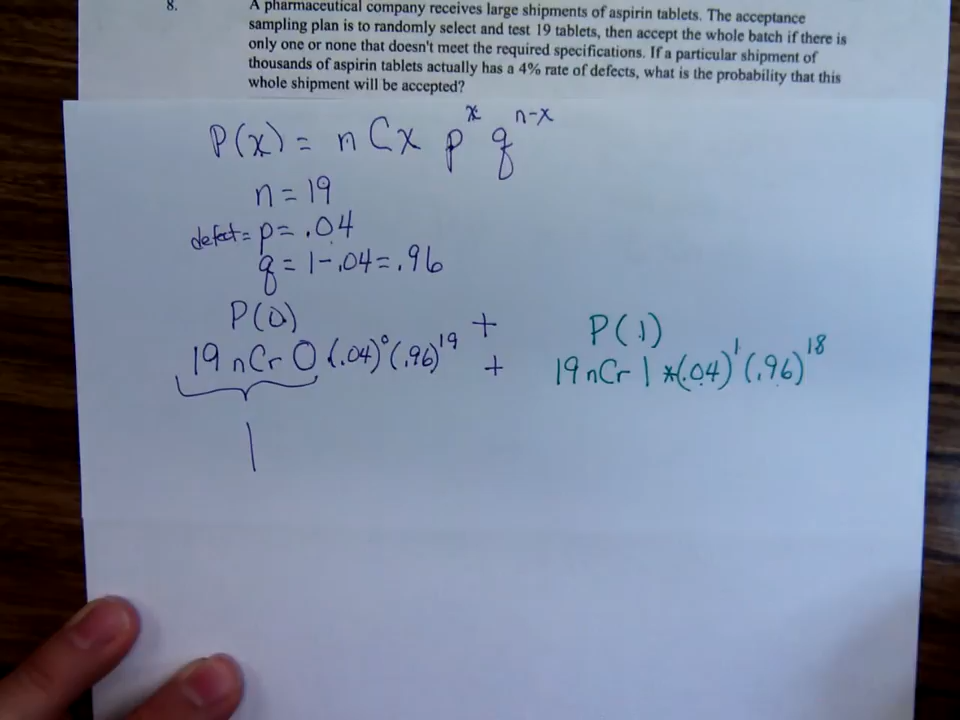 8. A pharmaceutical company receives large shipments of aspirin tablets. The acceptance
sampling plan is to randomly select and test 19 tablets, then accept the whole batch if there is
only one or none that doesn't meet the required specifications. If a particular shipment of
thousands of aspirin tablets actually has a 4% rate of defects, what is the probability that this
whole shipment will be accepted?
P(x) = n C x p^x q^n-x
n = 19
defect = p = .04
q = 1 - .04 = .96
P(0) + P(1)
19 nCr 0 (.04)^0 (.96)^19 + 19 nCr 1 * (.04)^1 (.96)^18
1